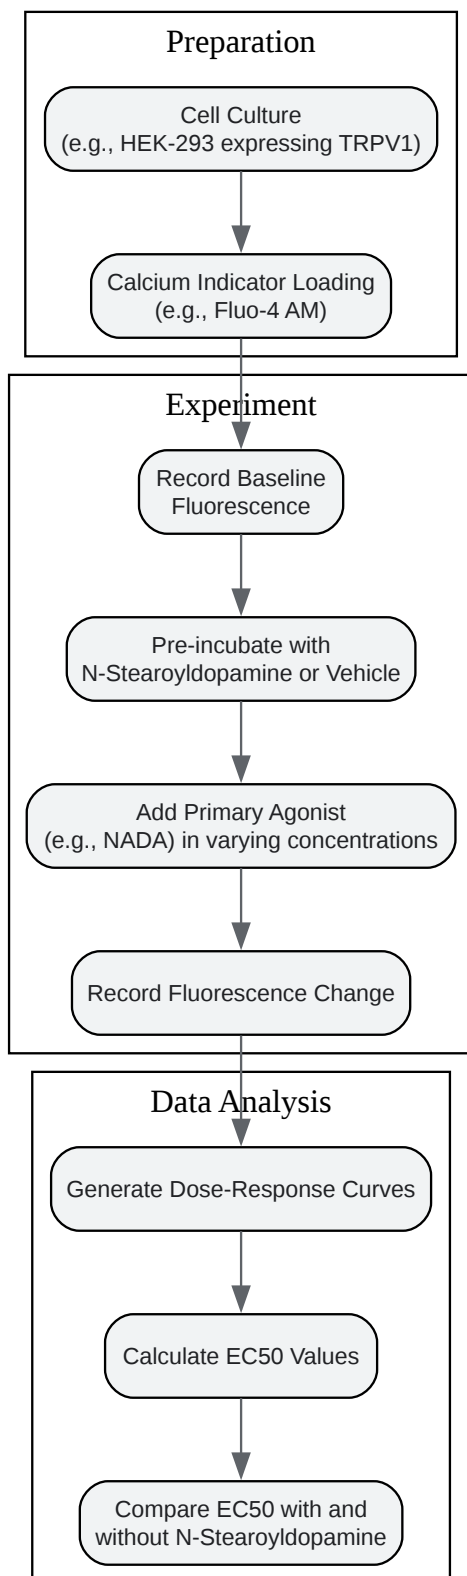 Preparation
Cell Culture
(e.g., HEK-293 expressing TRPV1)
Calcium Indicator Loading
(e.g., Fluo-4 AM)
Experiment
Record Baseline
Fluorescence
Pre-incubate with
N-Stearoyldopamine or Vehicle
Add Primary Agonist
(e.g., NADA) in varying concentrations
Record Fluorescence Change
Data Analysis
Generate Dose-Response Curves
Calculate EC50 Values
Compare EC50 with and
without N-Stearoyldopamine